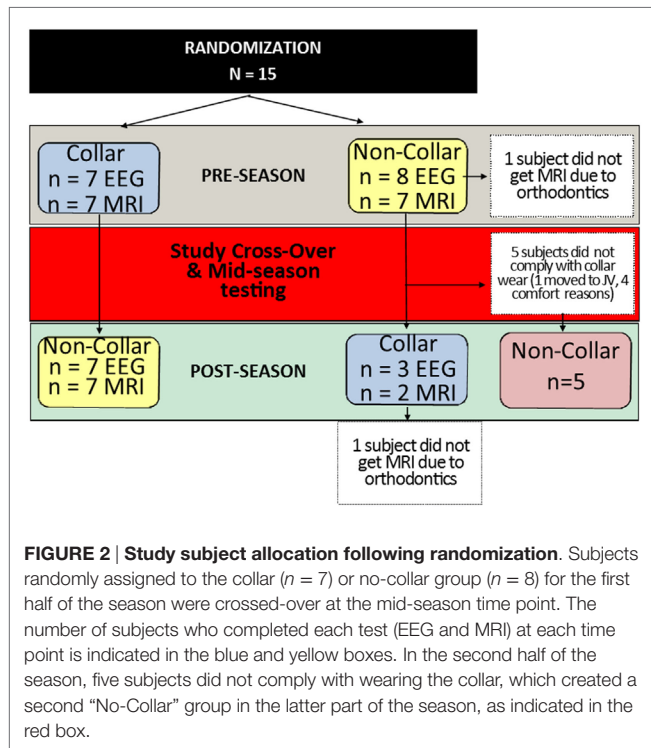 RANDOMIZATION
N = 15
Collar
n = 7 EEG
n = 7 MRI
PRE-SEASON
Non-Collar
n = 8 EEG
n = 7 MRI
1 subject did not
get MRI due to
orthodontics
Study Cross-Over
& Mid-season
testing
5 subjects did not
comply with collar
wear (1 moved to JV, 4
comfort reasons)
Non-Collar
n = 7 EEG
n = 7 MRI
POST-SEASON
Collar
n = 3 EEG
n = 2 MRI
Non-Collar
n=5
1 subject did not
get MRI due to
orthodontics
FIGURE 2 | Study subject allocation following randomization. Subjects
randomly assigned to the collar (n = 7) or no-collar group (n = 8) for the first
half of the season were crossed-over at the mid-season time point. The
number of subjects who completed each test (EEG and MRI) at each time
point is indicated in the blue and yellow boxes. In the second half of the
season, five subjects did not comply with wearing the collar, which created a
second “No-Collar” group in the latter part of the season, as indicated in the
red box.